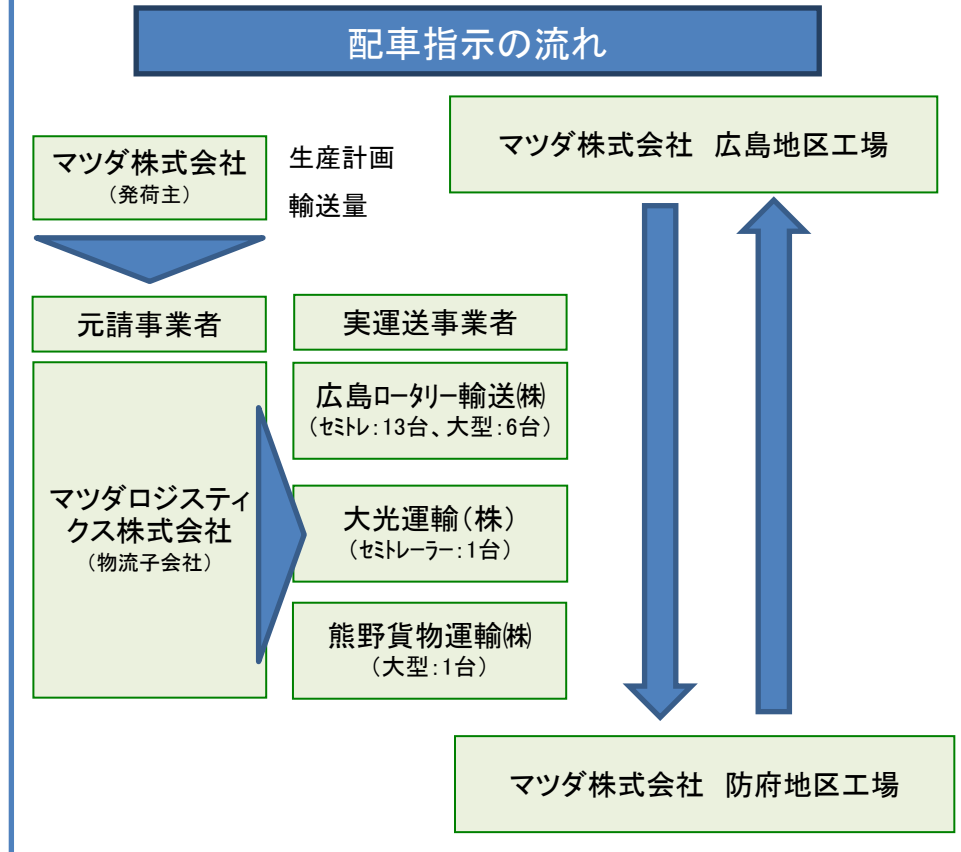 配車指示の流れ
マツダ株式会社
（発荷主）
生産計画
輸送量
元請事業者
マツダロジスティ
クス株式会社
（物流子会社）
実運送事業者
広島ﾛｰﾀﾘｰ輸送㈱
（ｾﾐﾄﾚ：13台、大型：6台）
大光運輸（株）
（ｾﾐﾄﾚｰﾗｰ：1台）
熊野貨物運輸㈱
（大型：1台）
マツダ株式会社　広島地区工場
マツダ株式会社　防府地区工場